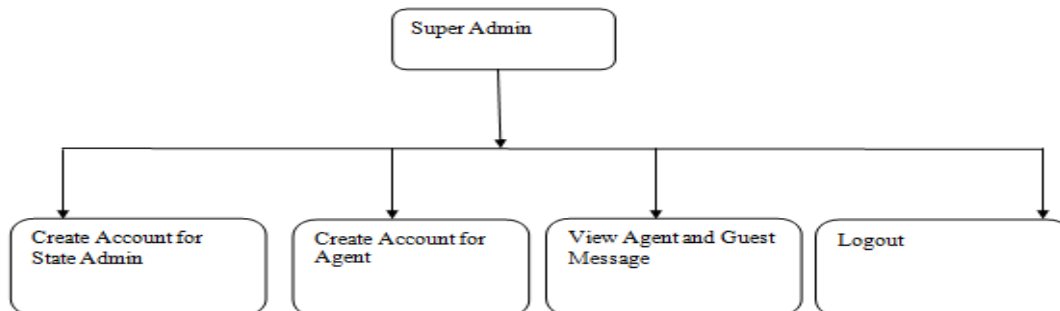 Super Admin
Create Account for
State Admin
Create Account for
Agent
View Agent and Guest
Message
Logout